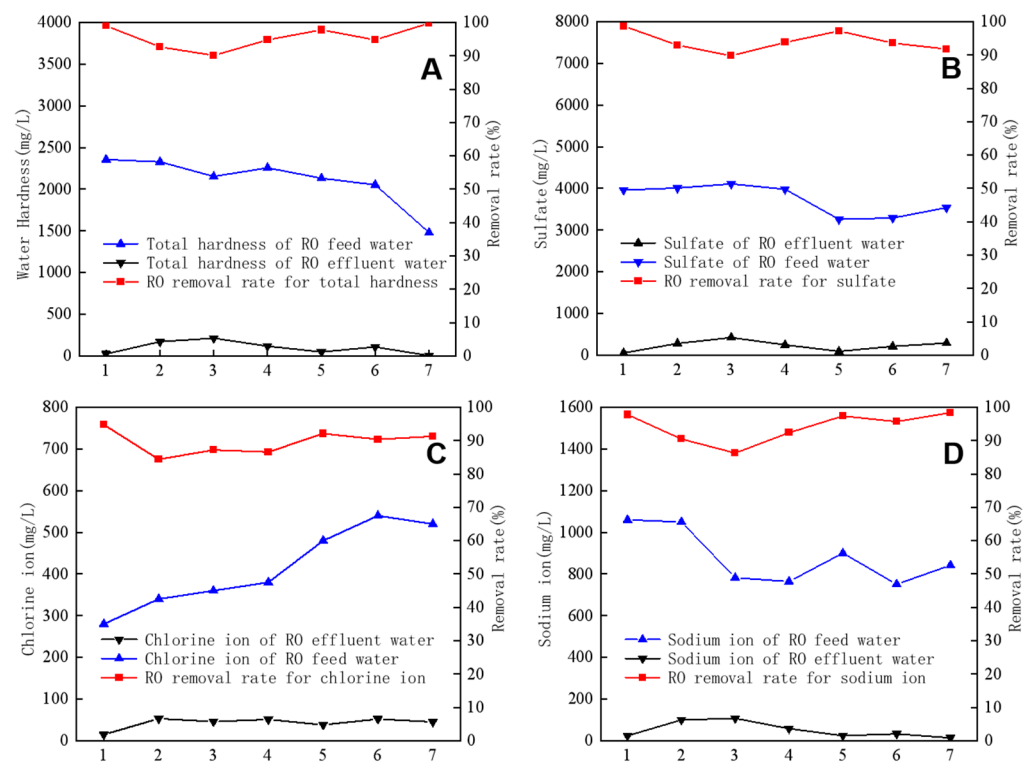 A
Water Hardness(mg/L)
4000
3500
3000
2500
2000
1500
1000
500
0
Total hardness of RO feed water
Total hardness of RO effluent water
RO removal rate for total hardness
1 2 3 4 5 6 7
100
90
80
70
60
50
40
30
20
10
0
Removal rate(%)
B
Sulfate(mg/L)
8000
7000
6000
5000
4000
3000
2000
1000
0
Sulfate of RO effluent water
Sulfate of RO feed water
RO removal rate for sulfate
1 2 3 4 5 6 7
100
90
80
70
60
50
40
30
20
10
0
Removal rate(%)
C
Chlorine ion(mg/L)
800
700
600
500
400
300
200
100
0
Chlorine ion of RO effluent water
Chlorine ion of RO feed water
RO removal rate for chlorine ion
1 2 3 4 5 6 7
100
90
80
70
60
50
40
30
20
10
0
Removal rate(%)
D
Sodium ion(mg/L)
1600
1400
1200
1000
800
600
400
200
0
Sodium ion of RO feed water
Sodium ion of RO effluent water
RO removal rate for sodium ion
1 2 3 4 5 6 7
100
90
80
70
60
50
40
30
20
10
0
Removal rate(%)